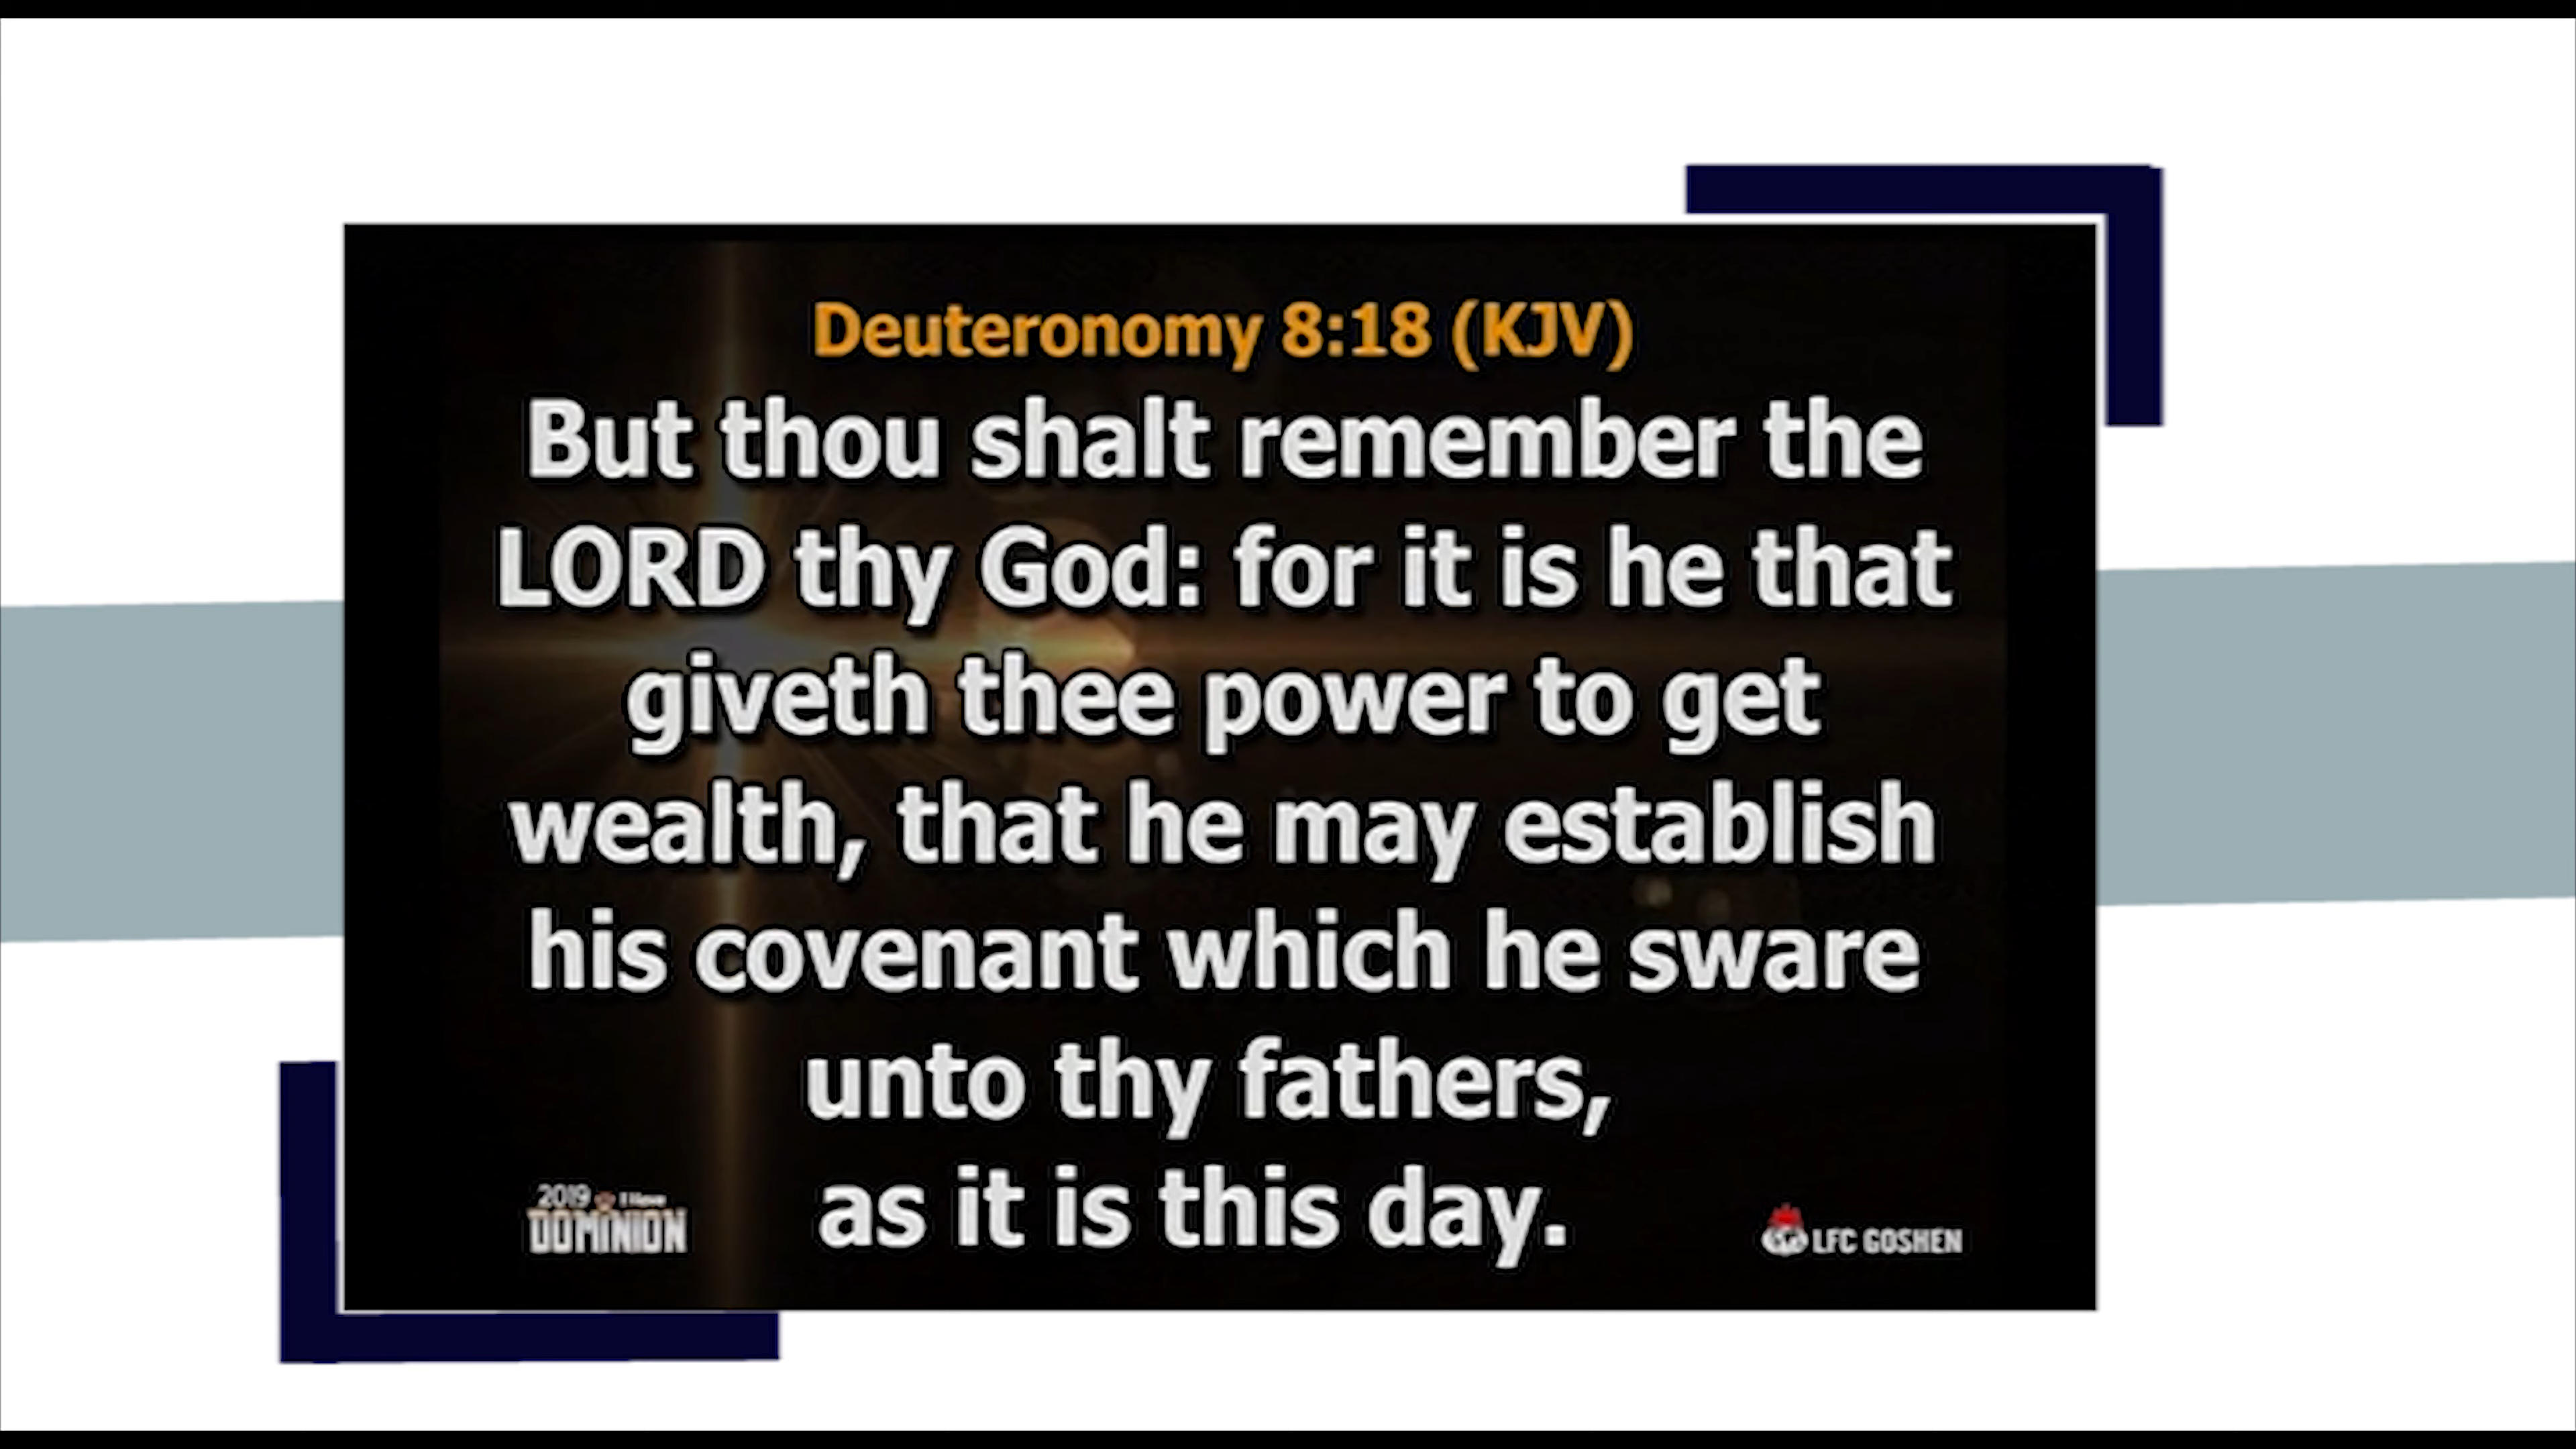 Deuteronomy 8:18 (KJV)
But thou shalt remember the
LORD thy God: for it is he that
giveth thee power to get
wealth, that he may establish
his covenant which he sware
unto thy fathers,
as it is this day.
2019
DOMINION
LFC GOSHEN